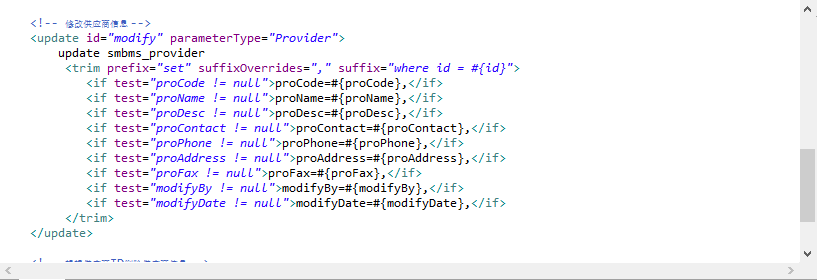 <!-- 修改供应商信息 -->
<update id="modify" parameterType="Provider">
update smbms_provider
<trim prefix="set" suffixOverrides="," suffix="where id = #{id}">
<if test="proCode != null">proCode=#{proCode},</if>
<if test="proName != null">proName=#{proName},</if>
<if test="proDesc != null">proDesc=#{proDesc},</if>
<if test="proContact != null">proContact=#{proContact},</if>
<if test="proPhone != null">proPhone=#{proPhone},</if>
<if test="proAddress != null">proAddress=#{proAddress},</if>
<if test="proFax != null">proFax=#{proFax},</if>
<if test="modifyBy != null">modifyBy=#{modifyBy},</if>
<if test="modifyDate != null">modifyDate=#{modifyDate},</if>
</trim>
</update>